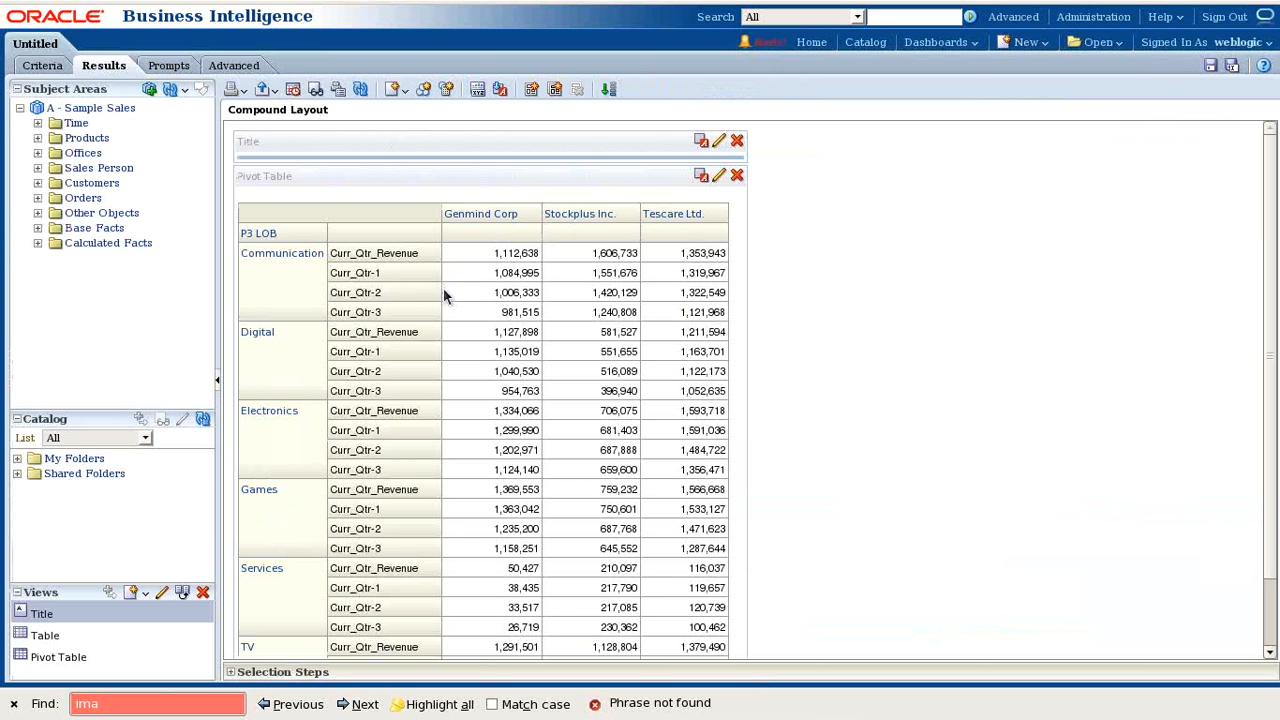 ORACLE Business Intelligence Search All Advanced Administration Help Sign Out
Untitled Alerts! Home Catalog Dashboards New Open Signed In As weblogic
Criteria Results Prompts Advanced
Subject Areas
Compound Layout
A - Sample Sales
Time
Products
Offices
Sales Person
Customers
Orders
Other Objects
Base Facts
Calculated Facts
Catalog
List All
My Folders
Shared Folders
Views
Title
Table
Pivot Table
Title
Pivot Table
Genmind Corp Stockplus Inc. Tescare Ltd.
P3 LOB
Communication Curr_Qtr_Revenue 1,112,638 1,606,733 1,353,943
Curr_Qtr-1 1,084,995 1,551,676 1,319,967
Curr_Qtr-2 1,006,333 1,420,129 1,322,549
Curr_Qtr-3 981,515 1,240,808 1,121,968
Digital Curr_Qtr_Revenue 1,127,898 581,527 1,211,594
Curr_Qtr-1 1,135,019 551,655 1,163,701
Curr_Qtr-2 1,040,530 516,089 1,122,173
Curr_Qtr-3 954,763 396,940 1,052,635
Electronics Curr_Qtr_Revenue 1,334,066 706,075 1,593,718
Curr_Qtr-1 1,299,990 681,403 1,591,036
Curr_Qtr-2 1,202,971 687,888 1,484,722
Curr_Qtr-3 1,124,140 659,600 1,356,471
Games Curr_Qtr_Revenue 1,369,553 759,232 1,566,668
Curr_Qtr-1 1,363,042 750,601 1,533,127
Curr_Qtr-2 1,235,200 687,768 1,471,623
Curr_Qtr-3 1,158,251 645,552 1,287,644
Services Curr_Qtr_Revenue 50,427 210,097 116,037
Curr_Qtr-1 38,435 217,790 119,657
Curr_Qtr-2 33,517 217,085 120,739
Curr_Qtr-3 26,719 230,362 100,462
TV Curr_Qtr_Revenue 1,291,501 1,128,804 1,379,490
Selection Steps
Find: ima Previous Next Highlight all Match case Phrase not found